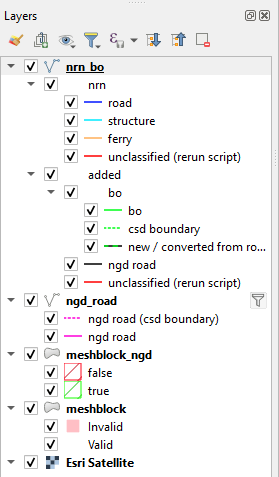 Layers
nrn_bo
nrn
road
structure
ferry
unclassified (rerun script)
added
bo
bo
csd boundary
new / converted from ro...
ngd road
unclassified (rerun script)
ngd_road
ngd road (csd boundary)
ngd road
meshblock_ngd
false
true
meshblock
Invalid
Valid
Esri Satellite